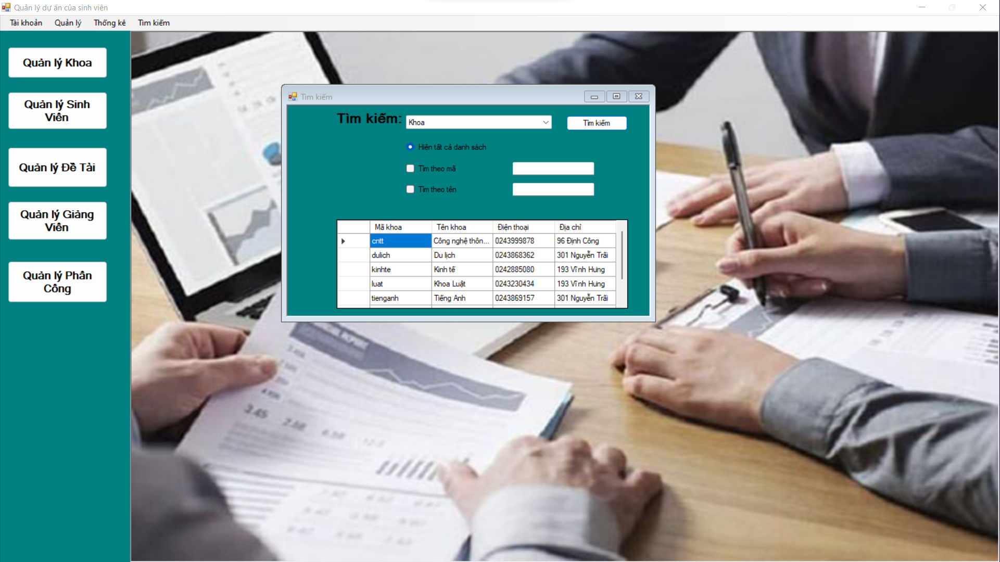 Quản lý dự án của sinh viên
Tài khoản Quản lý Thống kê Tìm kiếm
Quản lý Khoa
Quản lý Sinh
Viên
Quản lý Đề Tài
Quản lý Giảng
Viên
Quản lý Phân
Công
Tìm kiếm
Tìm kiếm: Khoa Tìm kiếm
Hiện tất cả danh sách
Tìm theo mã
Tìm theo tên
Mã khoa Tên khoa Điện thoại Địa chỉ
cntt Công nghệ thôn... 0243999878 96 Định Công
dulich Du lịch 0243868362 301 Nguyễn Trãi
kinhte Kinh tế 0242885080 193 Vĩnh Hưng
luat Khoa Luật 0243230434 193 Vĩnh Hưng
tienganh Tiếng Anh 0243869157 301 Nguyễn Trãi
3.45 2.58